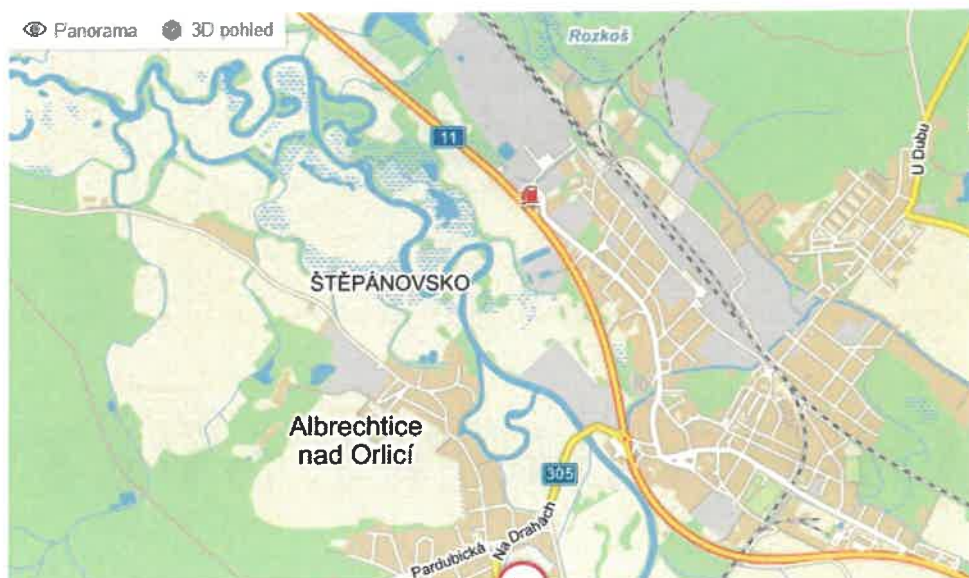 Panorama
3D pohled
Rozkoš
11
U Dubu
ŠTĚPÁNOVSKO
Albrechtice
nad Orlicí
305
Na Drahách
Pardubická